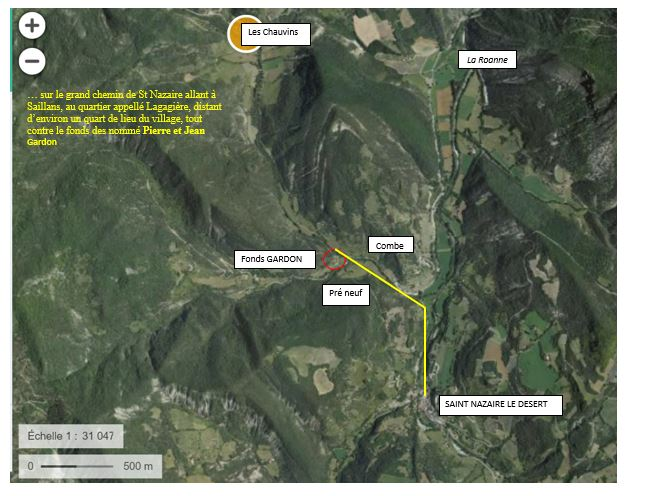 Les Chauvins
La Roanne
… sur le grand chemin de St Nazaire allant à
Saillans, au quartier appellé Lagagière, distant
d'environ un quart de lieu du village, tout
contre le fonds des nommé Pierre et Jean
Gardon
Combe
Fonds GARDON
Pré neuf
SAINT NAZAIRE LE DESERT
Échelle 1 : 31 047
0 500 m